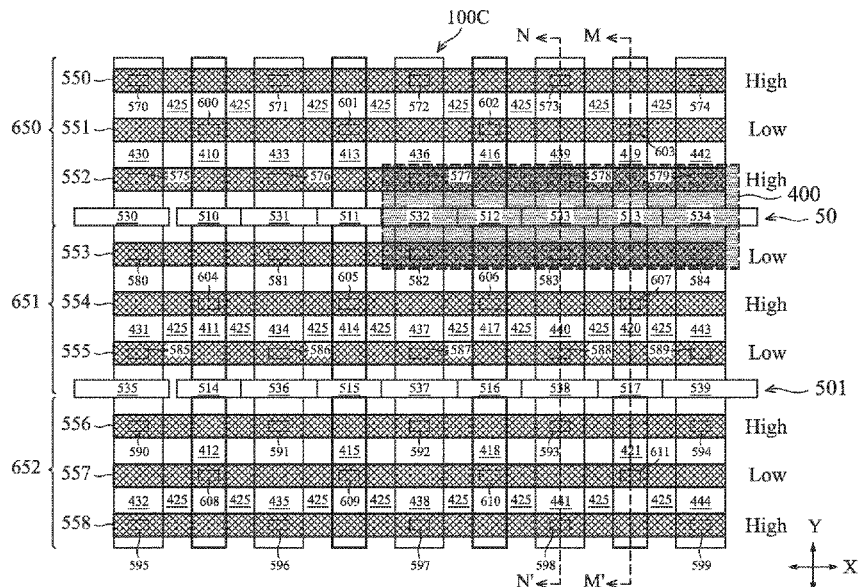 100C
N M
550 High
570 425 600 425 571 425 601 425 572 425 602 425 573 425 425 574
650 551 Low
603
430 410 433 413 436 416 439 419 442
552 575 576 577 578 579 High
400
530 510 531 511 532 512 533 513 534 50
553 Low
580 604 581 605 582 606 583 607 584
651 554 High
431 425 411 425 434 425 414 425 437 425 417 425 440 425 420 425 443
555 585 586 587 588 589 Low
535 514 536 515 537 516 538 517 539 501
556 High
590 412 591 415 592 418 593 421 611 594
652 557 Low
432 425 608 425 435 425 609 425 438 425 610 425 441 425 425 444
558 High
595 596 597 598 599
N' M'
Y
X